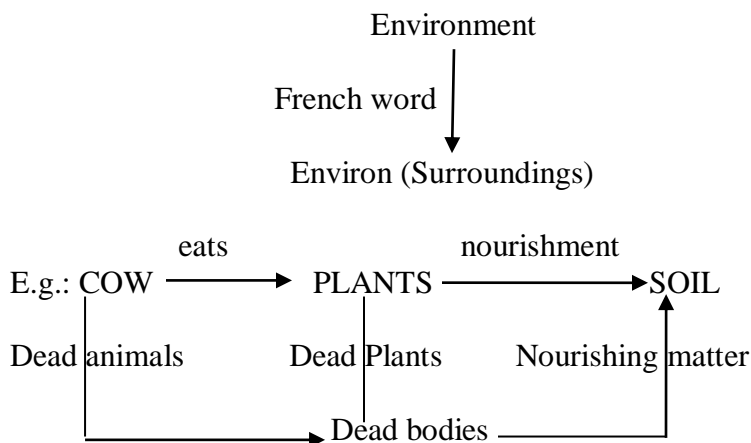 Environment
French word
Environ (Surroundings)
eats nourishment
E.g.: COW PLANTS SOIL
Dead animals Dead Plants Nourishing matter
Dead bodies